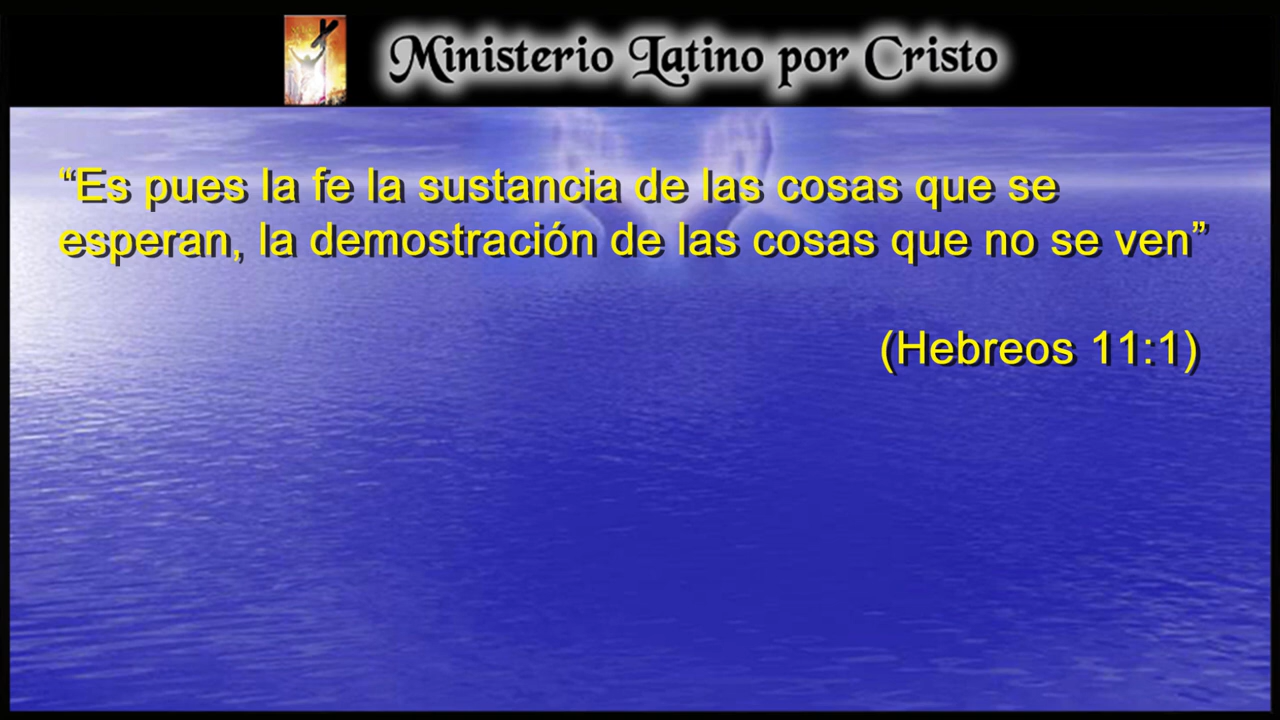 Ministerio Latino por Cristo
“Es pues la fe la sustancia de las cosas que se
esperan, la demostración de las cosas que no se ven”
(Hebreos 11:1)